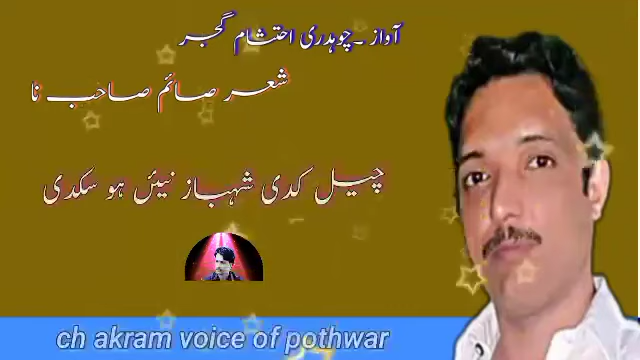 آواز ۔چوہدری احتشام گجر
شعر صائم صاحب نا
چیل کدی شہباز نیئں ہو سکدی
ch akram voice of pothwar